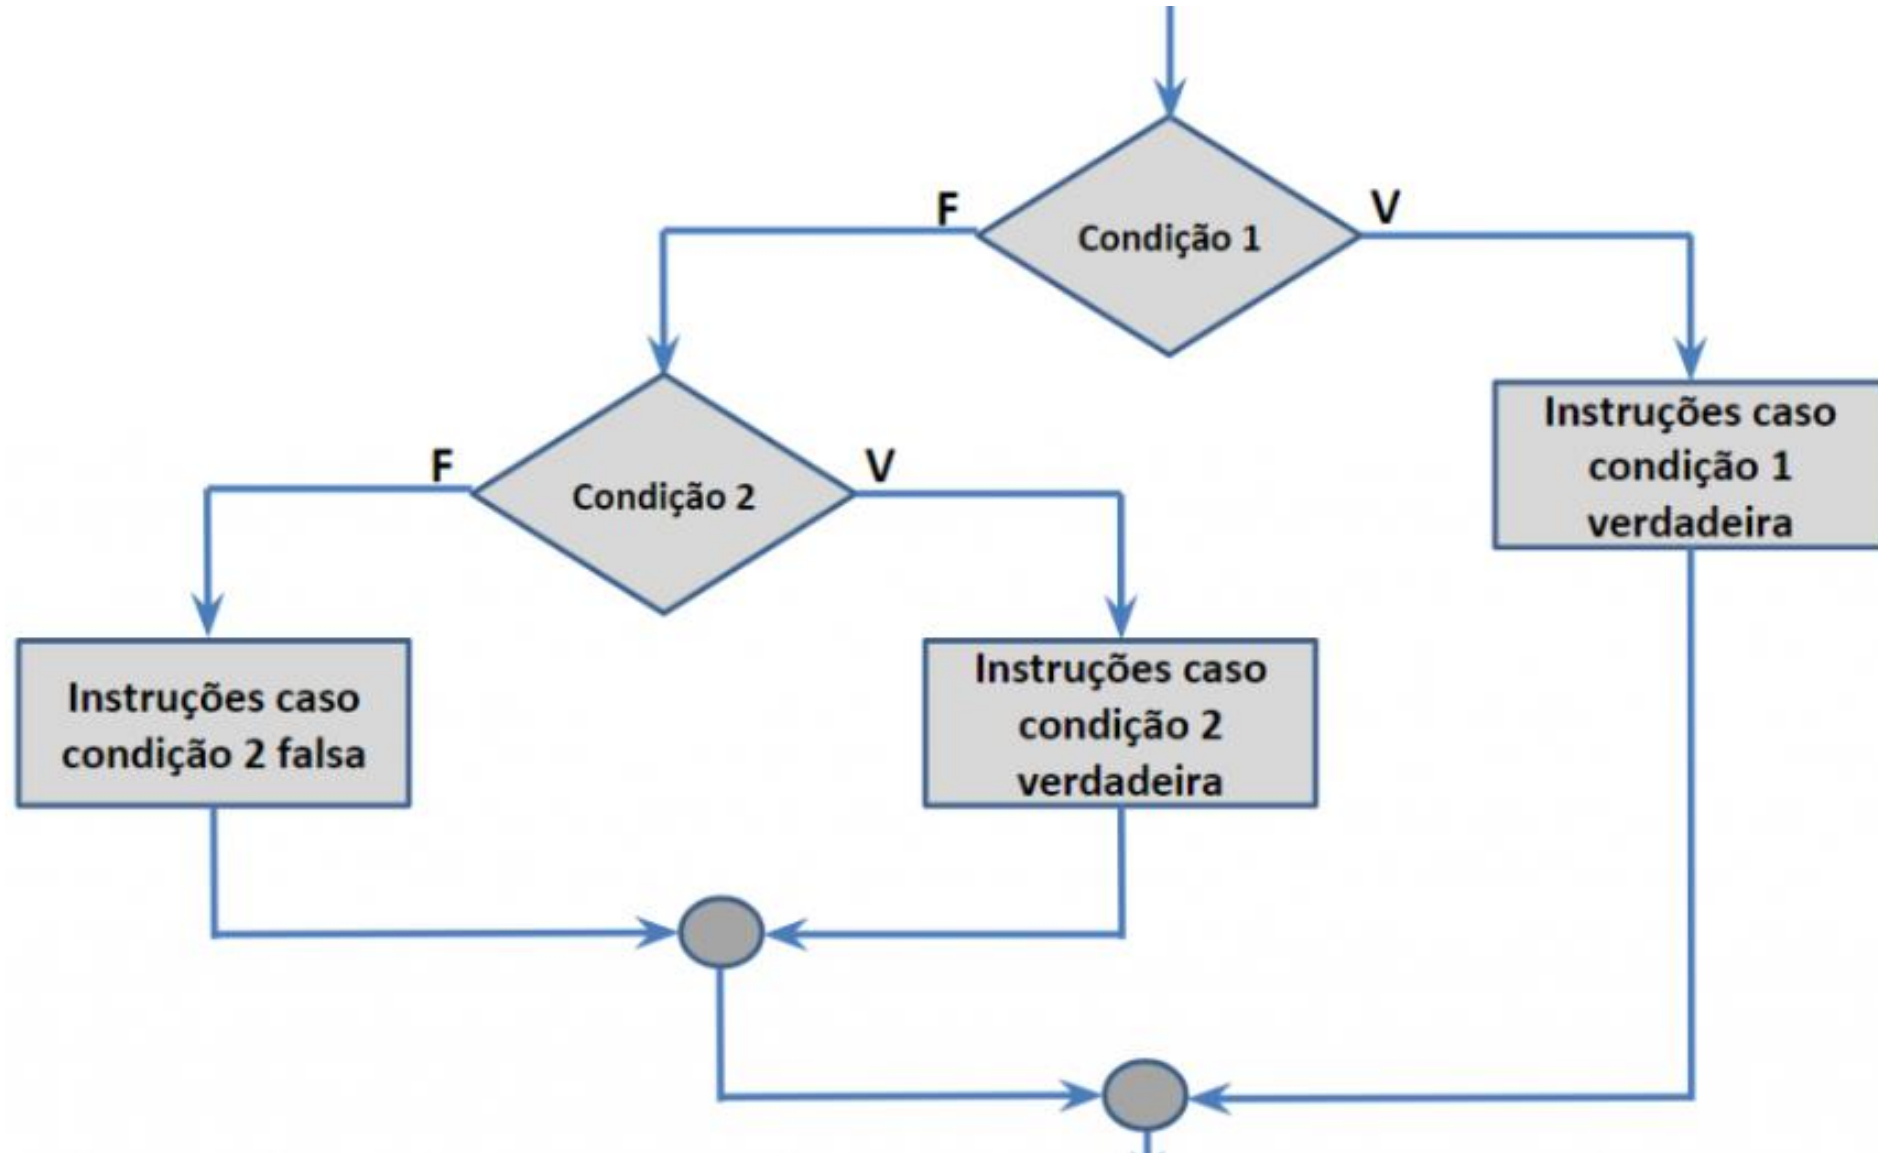 F
V
Condição 1
Instruções caso
condição 1
verdadeira
F
V
Condição 2
Instruções caso
condição 2 falsa
Instruções caso
condição 2
verdadeira